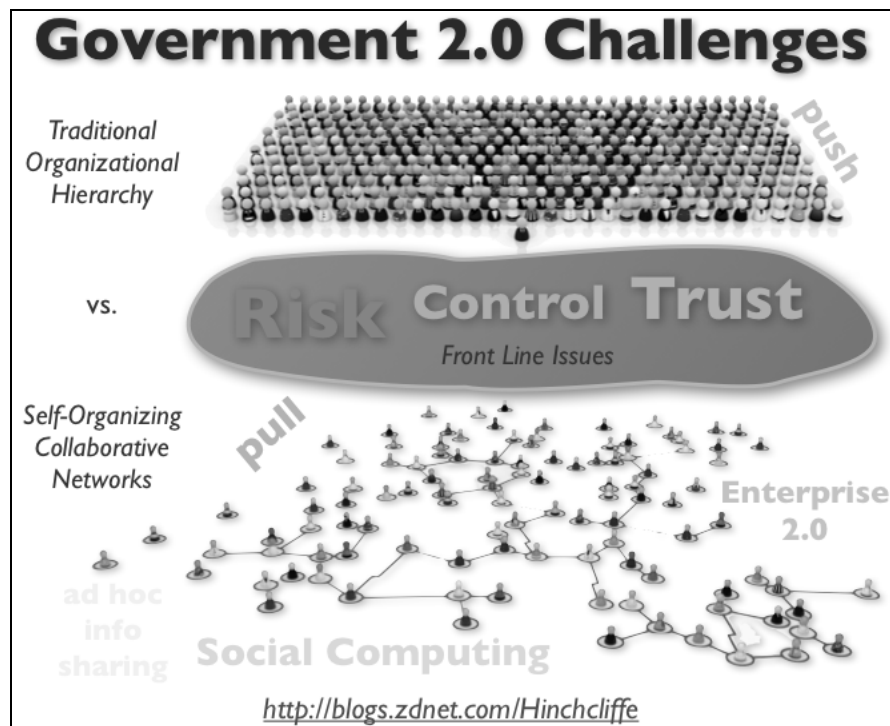 Government 2.0 Challenges
Traditional
Organizational
Hierarchy
push
vs.
Risk Control Trust
Front Line Issues
Self-Organizing
Collaborative
Networks
pull
Enterprise
2.0
ad hoc
info
sharing
Social Computing
http://blogs.zdnet.com/Hinchcliffe